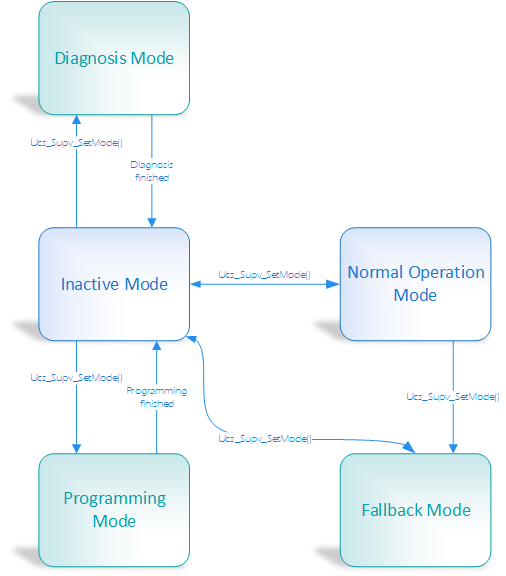 Diagnosis Mode
Ucs_Supv_SetMode()
Diagnosis
finished
Inactive Mode
Ucs_Supv_SetMode()
Normal Operation
Mode
Ucs_Supv_SetMode()
Programming
finished
Ucs_Supv_SetMode()
Ucs_Supv_SetMode()
Programming
Mode
Fallback Mode